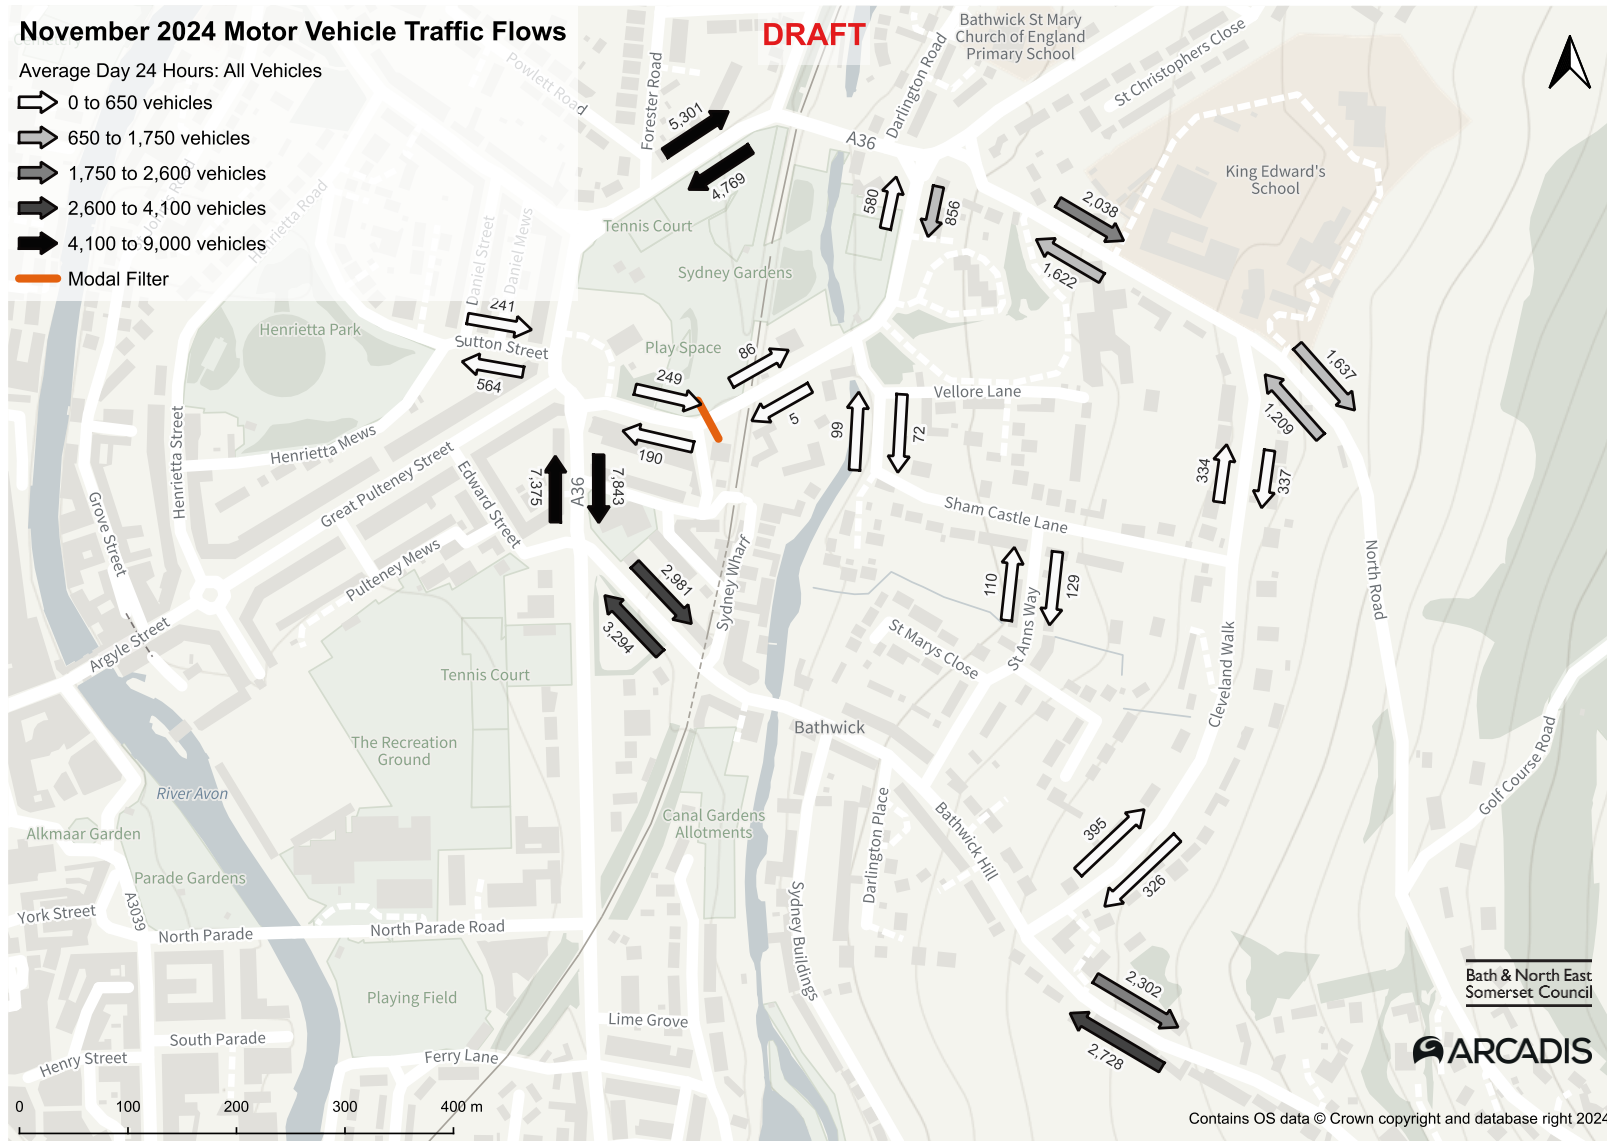 November 2024 Motor Vehicle Traffic Flows
DRAFT
Average Day 24 Hours: All Vehicles
0 to 650 vehicles
650 to 1,750 vehicles
1,750 to 2,600 vehicles
2,600 to 4,100 vehicles
4,100 to 9,000 vehicles
Modal Filter
Powlett Road
Forester Road
Darlington Road
Bathwick St Mary
Church of England
Primary School
St Christophers Close
A36
King Edward's
School
Henrietta Road
Daniel Street
Daniel Mews
Tennis Court
Sydney Gardens
5,301
4,769
580
856
2,038
1,622
241
Sutton Street
564
Henrietta Park
Play Space
249
86
5
190
Vellore Lane
99
72
1,637
1,209
334
337
Henrietta Street
Henrietta Mews
Great Pulteney Street
Edward Street
7,375
A36
7,843
Grove Street
Pulteney Mews
Sham Castle Lane
North Road
2,981
3,294
Sydney Wharf
110
129
St Anns Way
St Marys Close
Cleveland Walk
Argyle Street
Tennis Court
Bathwick
The Recreation
Ground
River Avon
Golf Course Road
Canal Gardens
Allotments
Alkmaar Garden
Parade Gardens
Darlington Place
Bathwick Hill
395
326
York Street
A3039
North Parade
North Parade Road
Sydney Buildings
Playing Field
2,302
2,728
Bath & North East
Somerset Council
South Parade
Lime Grove
Henry Street
Ferry Lane
ARCADIS
0
100
200
300
400 m
Contains OS data © Crown copyright and database right 2024